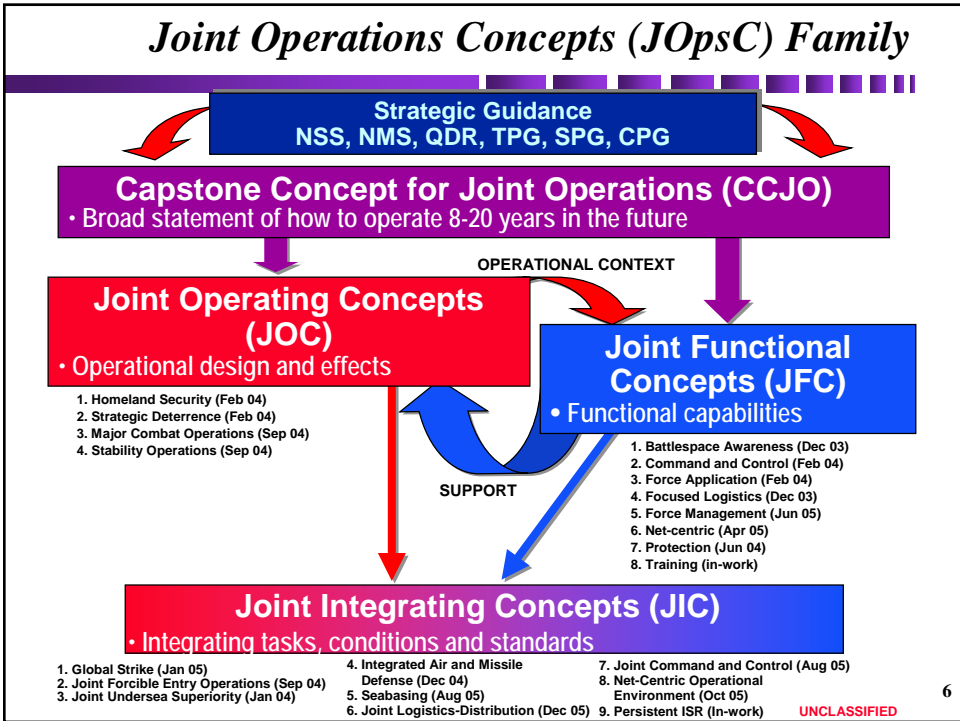 Joint Operations Concepts (JOpsC) Family
Strategic Guidance
NSS, NMS, QDR, TPG, SPG, CPG
Capstone Concept for Joint Operations (CCJO)
• Broad statement of how to operate 8-20 years in the future
OPERATIONAL CONTEXT
Joint Operating Concepts
(JOC)
• Operational design and effects
1. Homeland Security (Feb 04)
2. Strategic Deterrence (Feb 04)
3. Major Combat Operations (Sep 04)
4. Stability Operations (Sep 04)
Joint Functional
Concepts (JFC)
• Functional capabilities
1. Battlespace Awareness (Dec 03)
2. Command and Control (Feb 04)
3. Force Application (Feb 04)
4. Focused Logistics (Dec 03)
5. Force Management (Jun 05)
6. Net-centric (Apr 05)
7. Protection (Jun 04)
8. Training (in-work)
SUPPORT
Joint Integrating Concepts (JIC)
• Integrating tasks, conditions and standards
1. Global Strike (Jan 05)
2. Joint Forcible Entry Operations (Sep 04)
3. Joint Undersea Superiority (Jan 04)
4. Integrated Air and Missile
Defense (Dec 04)
5. Seabasing (Aug 05)
6. Joint Logistics-Distribution (Dec 05)
7. Joint Command and Control (Aug 05)
8. Net-Centric Operational
Environment (Oct 05)
9. Persistent ISR (In-work)
UNCLASSIFIED
6